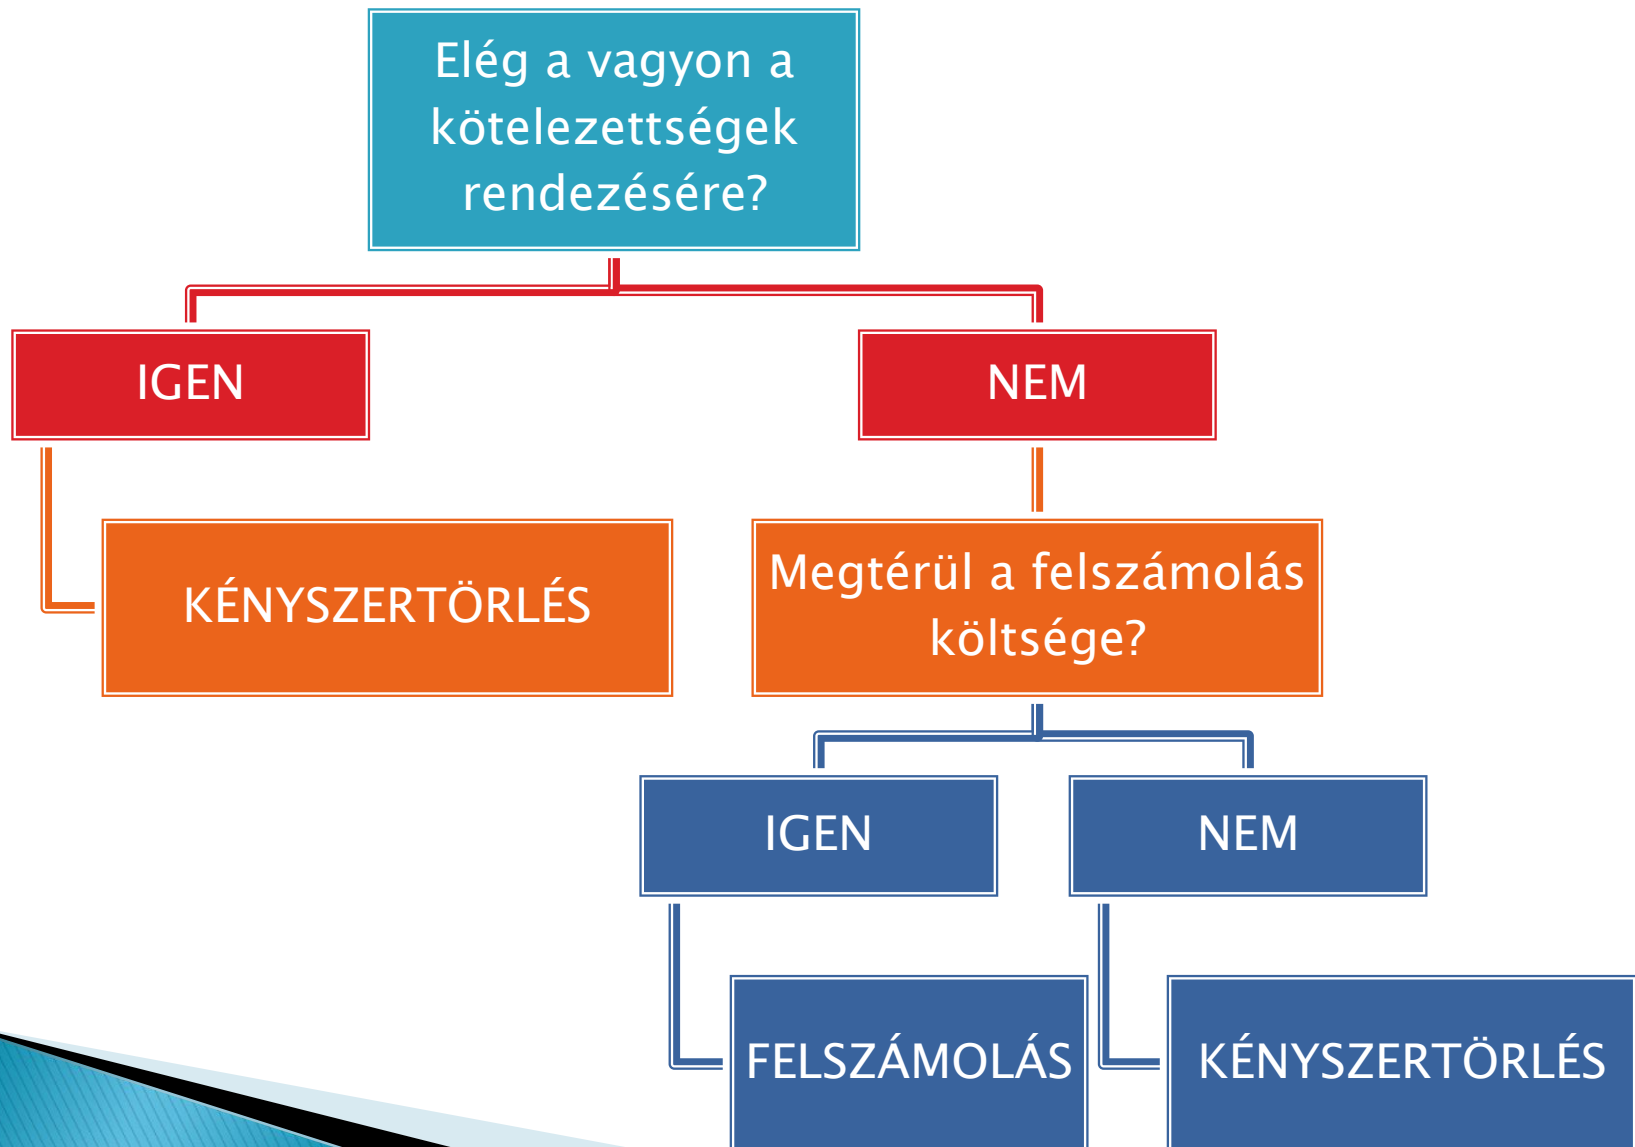 Elég a vagyon a
kötelezettségek
rendezésére?
IGEN
NEM
KÉNYSZERTÖRLÉS
Megtérül a felszámolás
költsége?
IGEN
NEM
FELSZÁMOLÁS
KÉNYSZERTÖRLÉS